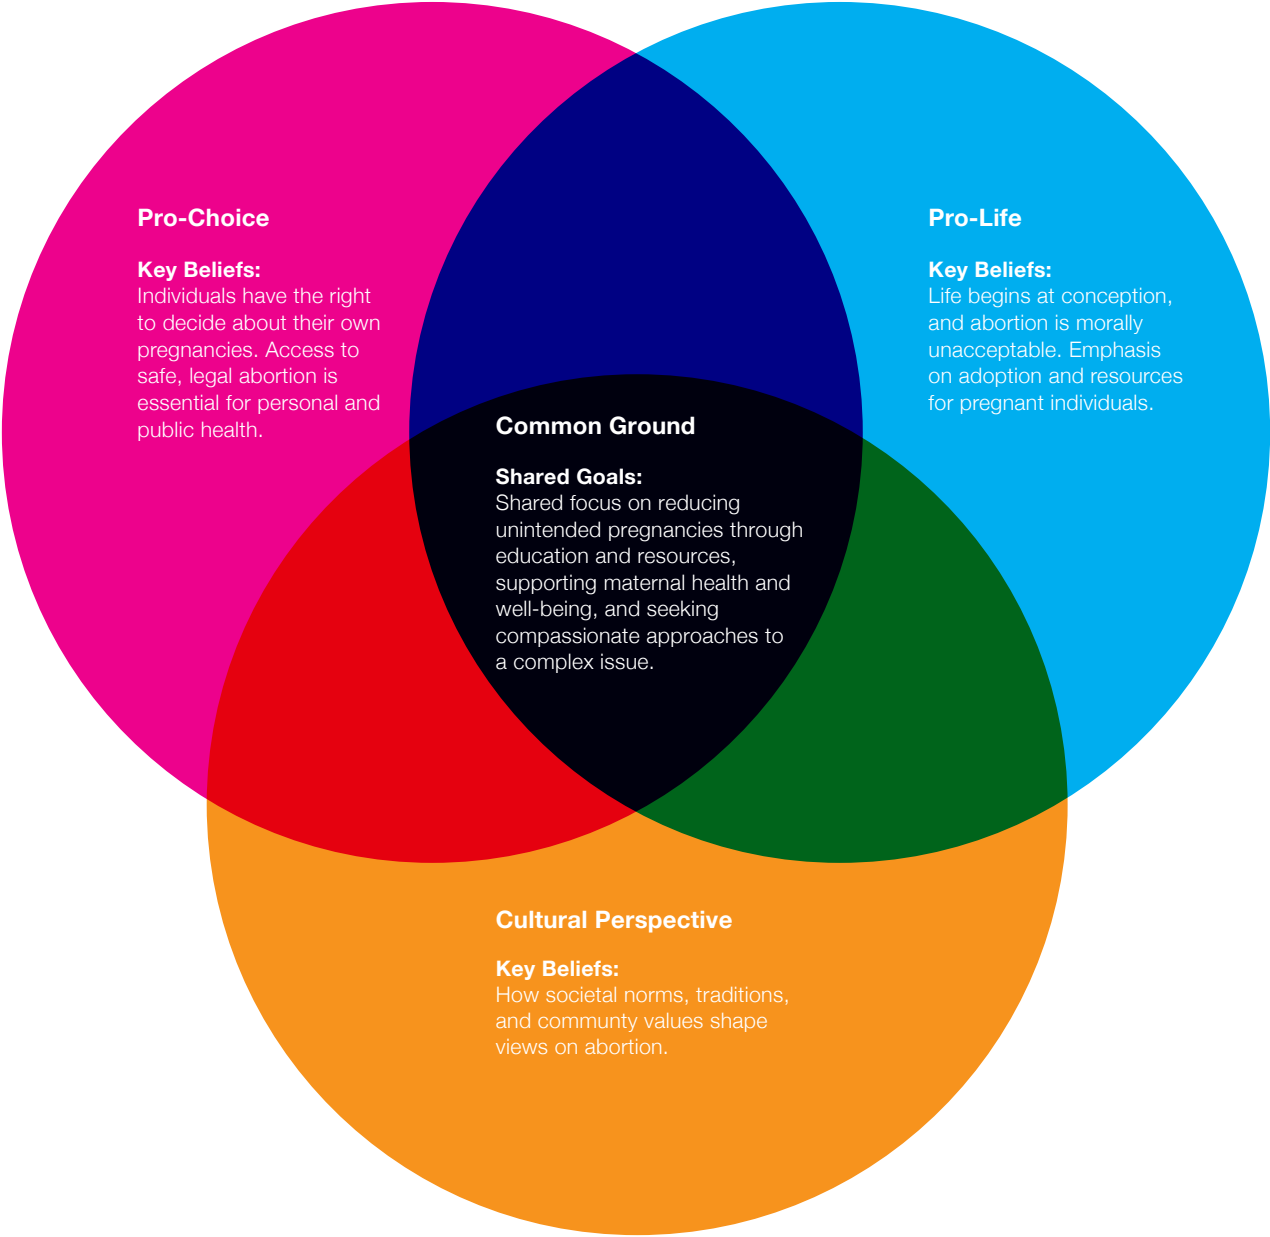 Pro-Choice
Key Beliefs:
Individuals have the right
to decide about their own
pregnancies. Access to
safe, legal abortion is
essential for personal and
public health.
Pro-Life
Key Beliefs:
Life begins at conception,
and abortion is morally
unacceptable. Emphasis
on adoption and resources
for pregnant individuals.
Common Ground
Shared Goals:
Shared focus on reducing
unintended pregnancies through
education and resources,
supporting maternal health and
well-being, and seeking
compassionate approaches to
a complex issue.
Cultural Perspective
Key Beliefs:
How societal norms, traditions,
and communty values shape
views on abortion.